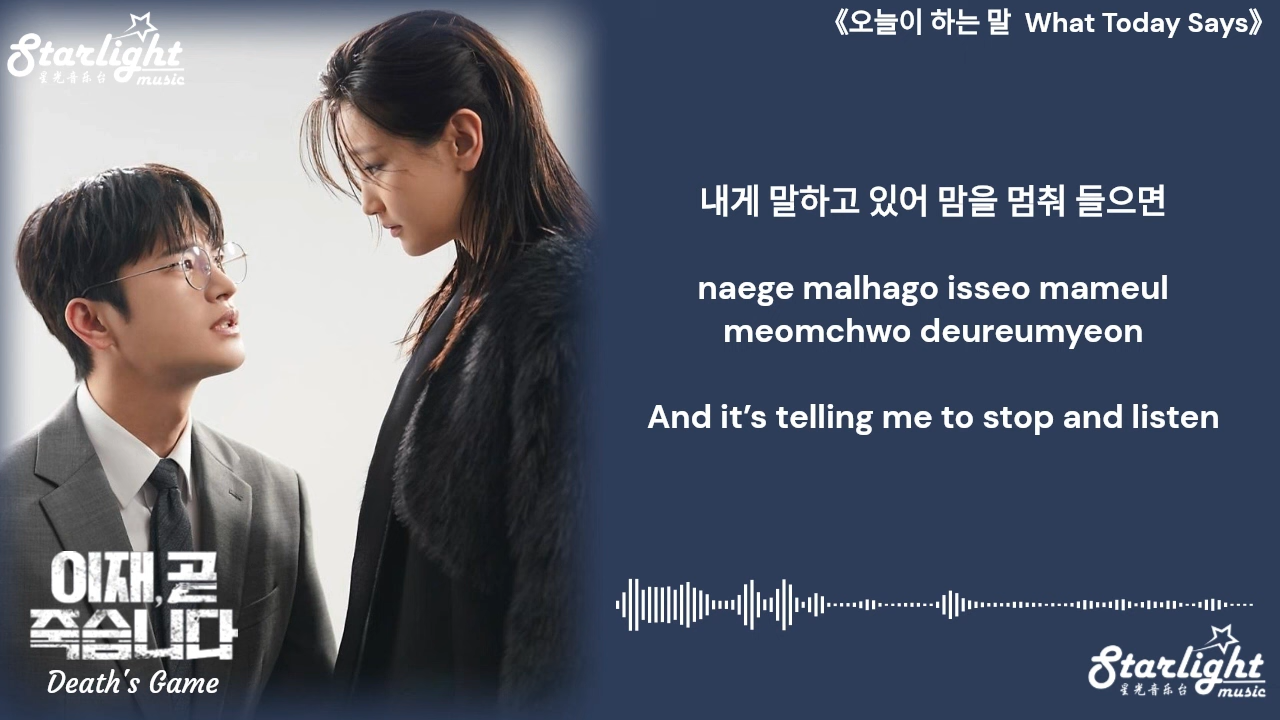 Starlight
星光音乐台
music
《오늘이 하는 말 What Today Says》
내게 말하고 있어 맘을 멈춰 들으면
naege malhago isseo mameul
meomchwo deureumyeon
And it’s telling me to stop and listen
이재, 곧
죽습니다
Death's Game
Starlight
星光音乐台
music